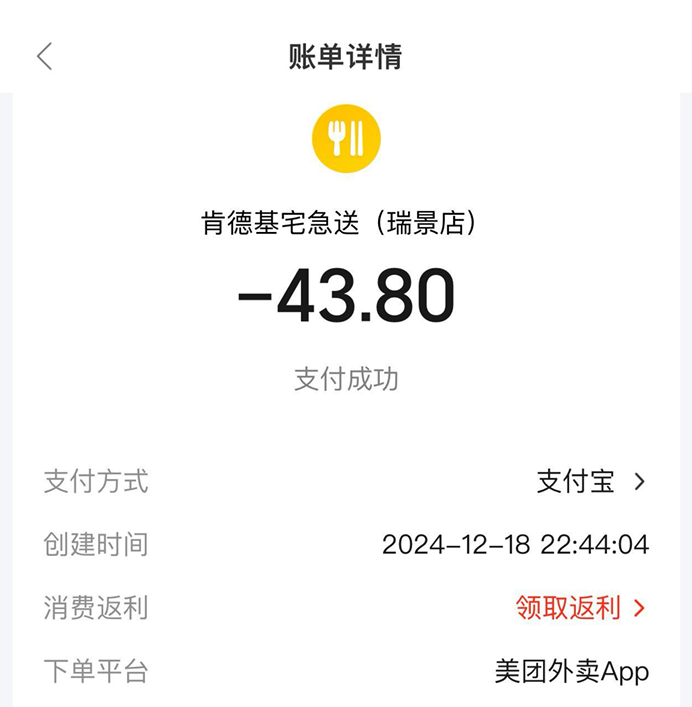 账单详情
肯德基宅急送（瑞景店）
-43.80
支付成功
支付方式 支付宝
创建时间 2024-12-18 22:44:04
消费返利 领取返利
下单平台 美团外卖App